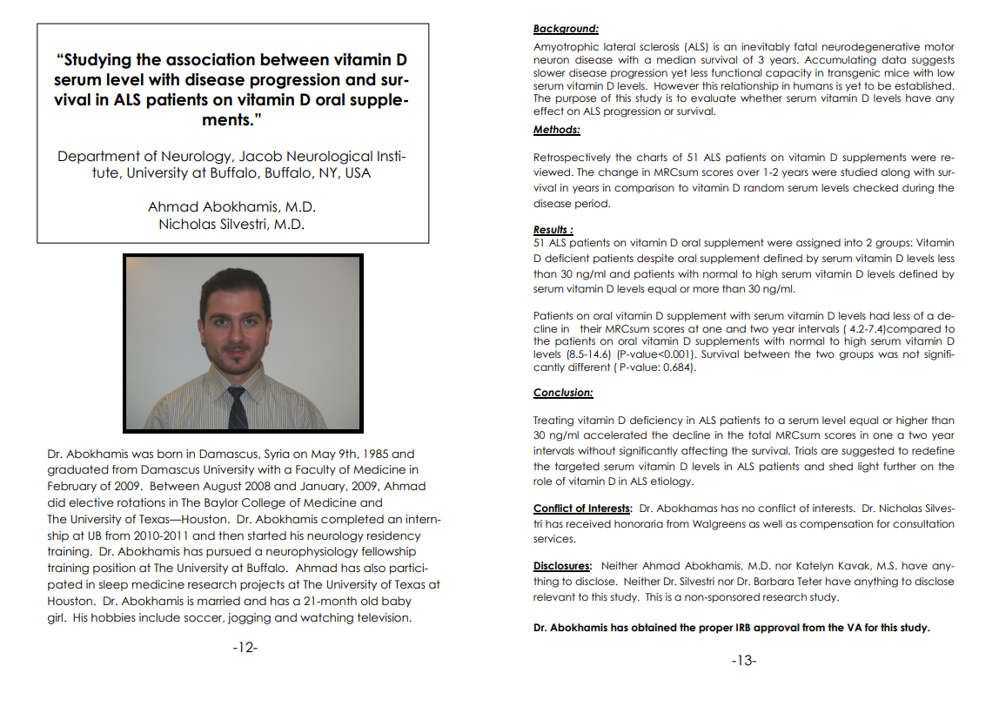 “Studying the association between vitamin D
serum level with disease progression and sur-
vival in ALS patients on vitamin D oral supple-
ments.”
Department of Neurology, Jacob Neurological Insti-
tute, University at Buffalo, Buffalo, NY, USA
Ahmad Abokhamis, M.D.
Nicholas Silvestri, M.D.
Dr. Abokhamis was born in Damascus, Syria on May 9th, 1985 and
graduated from Damascus University with a Faculty of Medicine in
February of 2009.  Between August 2008 and January, 2009, Ahmad
did elective rotations in The Baylor College of Medicine and
The University of Texas—Houston.  Dr. Abokhamis completed an intern-
ship at UB from 2010-2011 and then started his neurology residency
training.  Dr. Abokhamis has pursued a neurophysiology fellowship
training position at The University at Buffalo.  Ahmad has also partici-
pated in sleep medicine research projects at The University of Texas at
Houston.  Dr. Abokhamis is married and has a 21-month old baby
girl.  His hobbies include soccer, jogging and watching television.
-12-
Background:
Amyotrophic lateral sclerosis (ALS) is an inevitably fatal neurodegenerative motor
neuron disease with a median survival of 3 years. Accumulating data suggests
slower disease progression yet less functional capacity in transgenic mice with low
serum vitamin D levels.  However this relationship in humans is yet to be established.
The purpose of this study is to evaluate whether serum vitamin D levels have any
effect on ALS progression or survival.
Methods:
Retrospectively the charts of 51 ALS patients on vitamin D supplements were re-
viewed. The change in MRCsum scores over 1-2 years were studied along with sur-
vival in years in comparison to vitamin D random serum levels checked during the
disease period.
Results :
51 ALS patients on vitamin D oral supplement were assigned into 2 groups: Vitamin
D deficient patients despite oral supplement defined by serum vitamin D levels less
than 30 ng/ml and patients with normal to high serum vitamin D levels defined by
serum vitamin D levels equal or more than 30 ng/ml.
Patients on oral vitamin D supplement with serum vitamin D levels had less of a de-
cline in   their MRCsum scores at one and two year intervals ( 4.2-7.4)compared to
the patients on oral vitamin D supplements with normal to high serum vitamin D
levels (8.5-14.6) (P-value<0.001). Survival between the two groups was not signifi-
cantly different ( P-value: 0.684).
Conclusion:
Treating vitamin D deficiency in ALS patients to a serum level equal or higher than
30 ng/ml accelerated the decline in the total MRCsum scores in one a two year
intervals without significantly affecting the survival. Trials are suggested to redefine
the targeted serum vitamin D levels in ALS patients and shed light further on the
role of vitamin D in ALS etiology.
Conflict of Interests:  Dr. Abokhamas has no conflict of interests.  Dr. Nicholas Silves-
tri has received honoraria from Walgreens as well as compensation for consultation
services.
Disclosures:  Neither Ahmad Abokhamis, M.D. nor Katelyn Kavak, M.S. have any-
thing to disclose.  Neither Dr. Silvestri nor Dr. Barbara Teter have anything to disclose
relevant to this study.  This is a non-sponsored research study.
Dr. Abokhamis has obtained the proper IRB approval from the VA for this study.
-13-